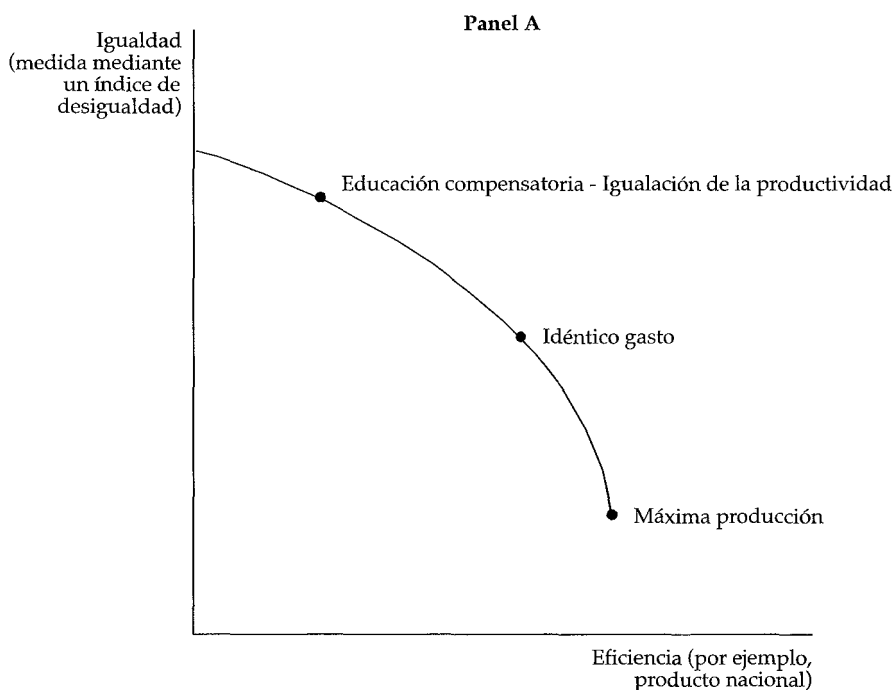 Panel A
Igualdad
(medida mediante
un índice de
desigualdad)
Educación compensatoria - Igualación de la productividad
Idéntico gasto
Máxima producción
Eficiencia (por ejemplo,
producto nacional)